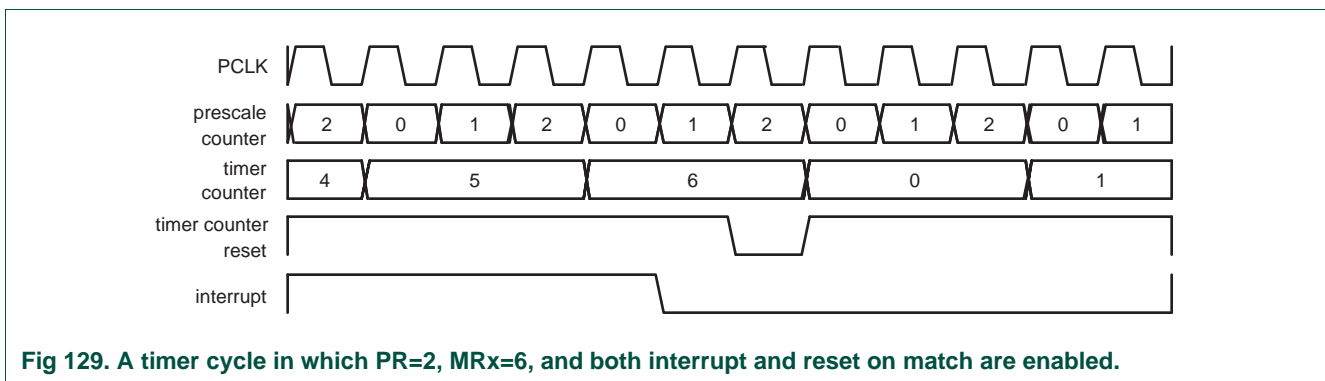 PCLK
prescale
counter
2 0 1 2 0 1 2 0 1 2 0 1
timer
counter
4 5 6 0 1
timer counter
reset
interrupt
Fig 129. A timer cycle in which PR=2, MRx=6, and both interrupt and reset on match are enabled.